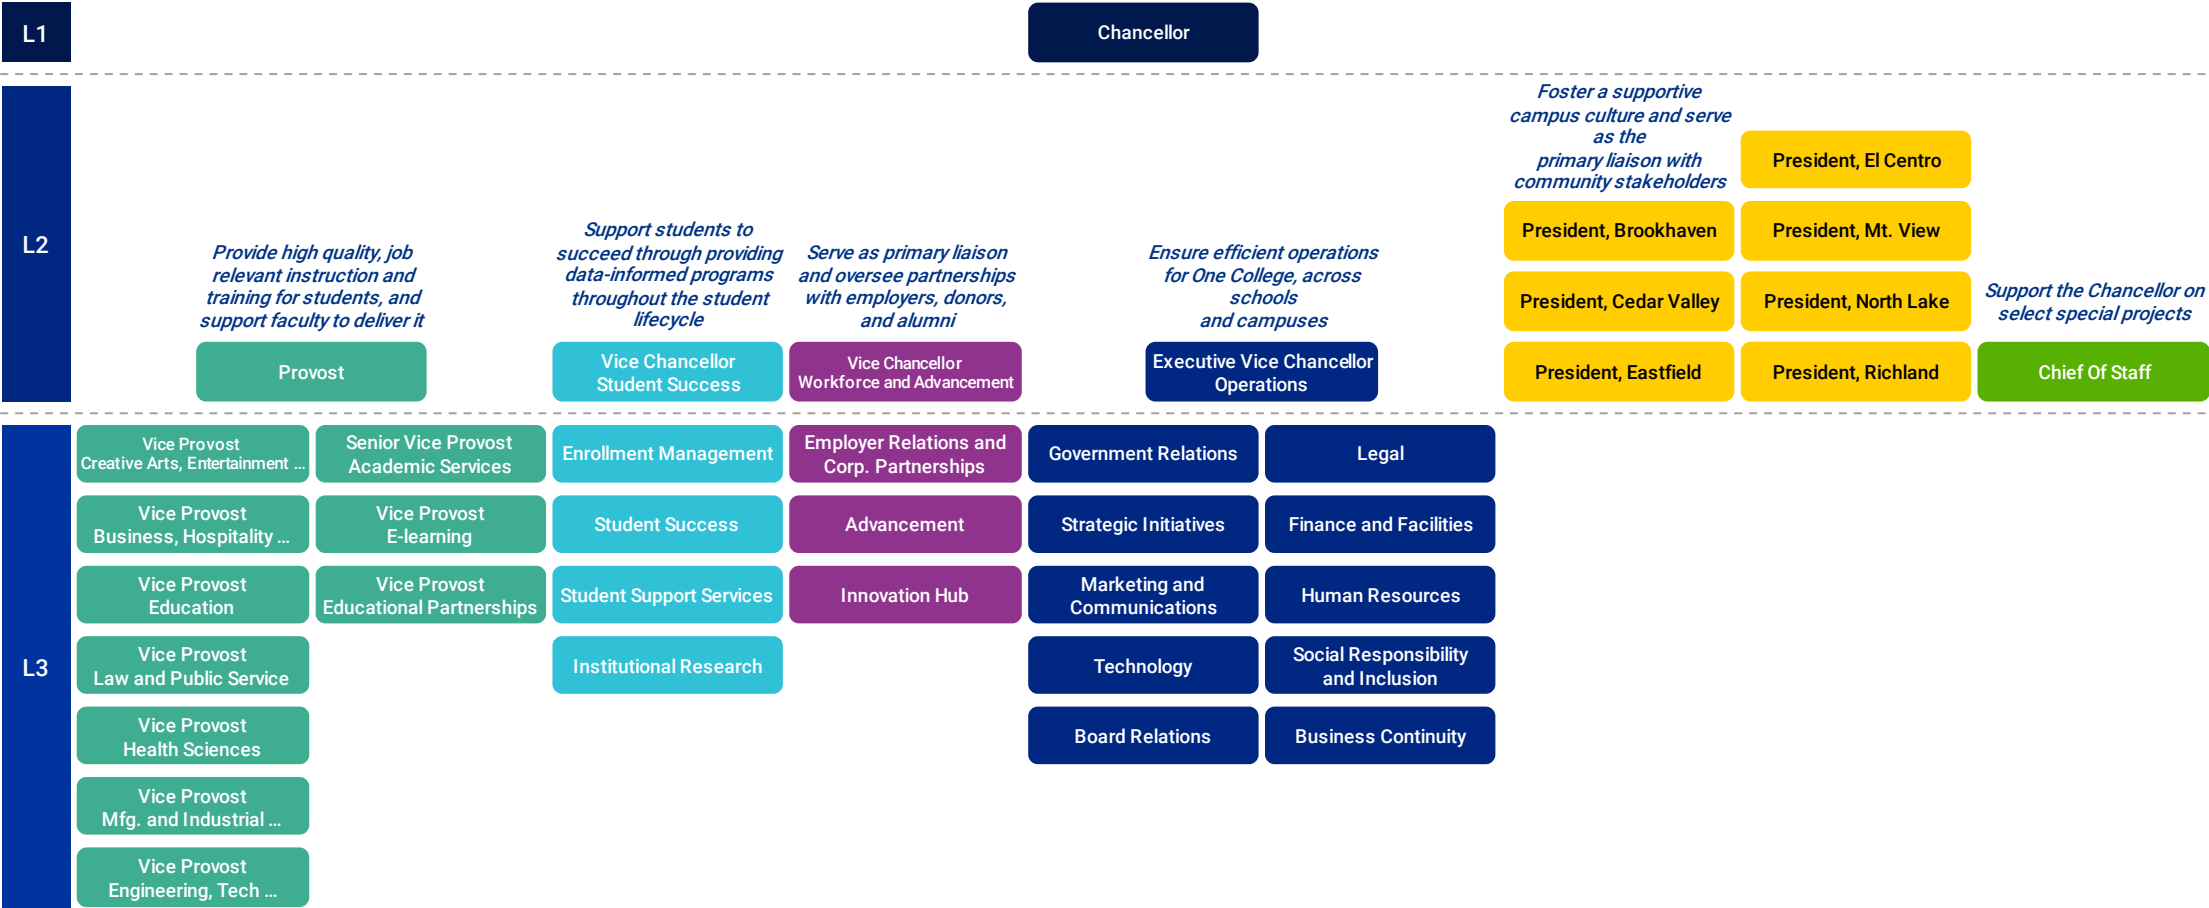 L1
Chancellor
L2
Provide high quality, job
relevant instruction and
training for students, and
support faculty to deliver it
Provost
Support students to
succeed through providing
data-informed programs
throughout the student
lifecycle
Vice Chancellor
Student Success
Serve as primary liaison
and oversee partnerships
with employers, donors,
and alumni
Vice Chancellor
Workforce and Advancement
Ensure efficient operations
for One College, across
schools
and campuses
Executive Vice Chancellor
Operations
Foster a supportive
campus culture and serve
as the
primary liaison with
community stakeholders
President, Brookhaven
President, Cedar Valley
President, Eastfield
President, El Centro
President, Mt. View
President, North Lake
President, Richland
Support the Chancellor on
select special projects
Chief Of Staff
L3
Vice Provost
Creative Arts, Entertainment ...
Vice Provost
Business, Hospitality ...
Vice Provost
Education
Vice Provost
Law and Public Service
Vice Provost
Health Sciences
Vice Provost
Mfg. and Industrial ...
Vice Provost
Engineering, Tech ...
Senior Vice Provost
Academic Services
Vice Provost
E-learning
Vice Provost
Educational Partnerships
Enrollment Management
Student Success
Student Support Services
Institutional Research
Employer Relations and
Corp. Partnerships
Advancement
Innovation Hub
Government Relations
Strategic Initiatives
Marketing and
Communications
Technology
Board Relations
Legal
Finance and Facilities
Human Resources
Social Responsibility
and Inclusion
Business Continuity